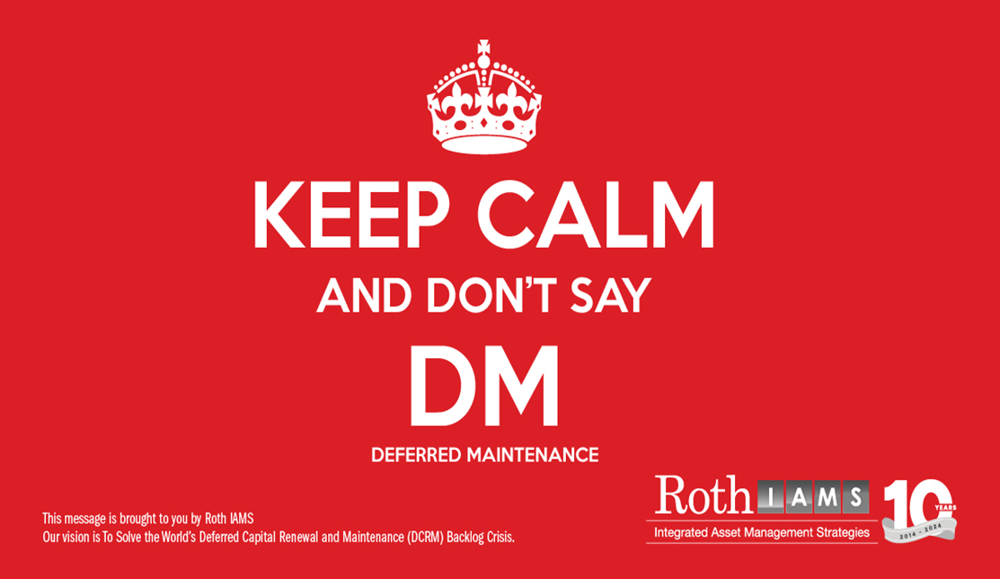 KEEP CALM
AND DON'T SAY
DM
DEFERRED MAINTENANCE
This message is brought to you by Roth IAMS
Our vision is To Solve the World's Deferred Capital Renewal and Maintenance (DCRM) Backlog Crisis.
Roth IAMS
Integrated Asset Management Strategies
10
YEARS
2014 - 2024